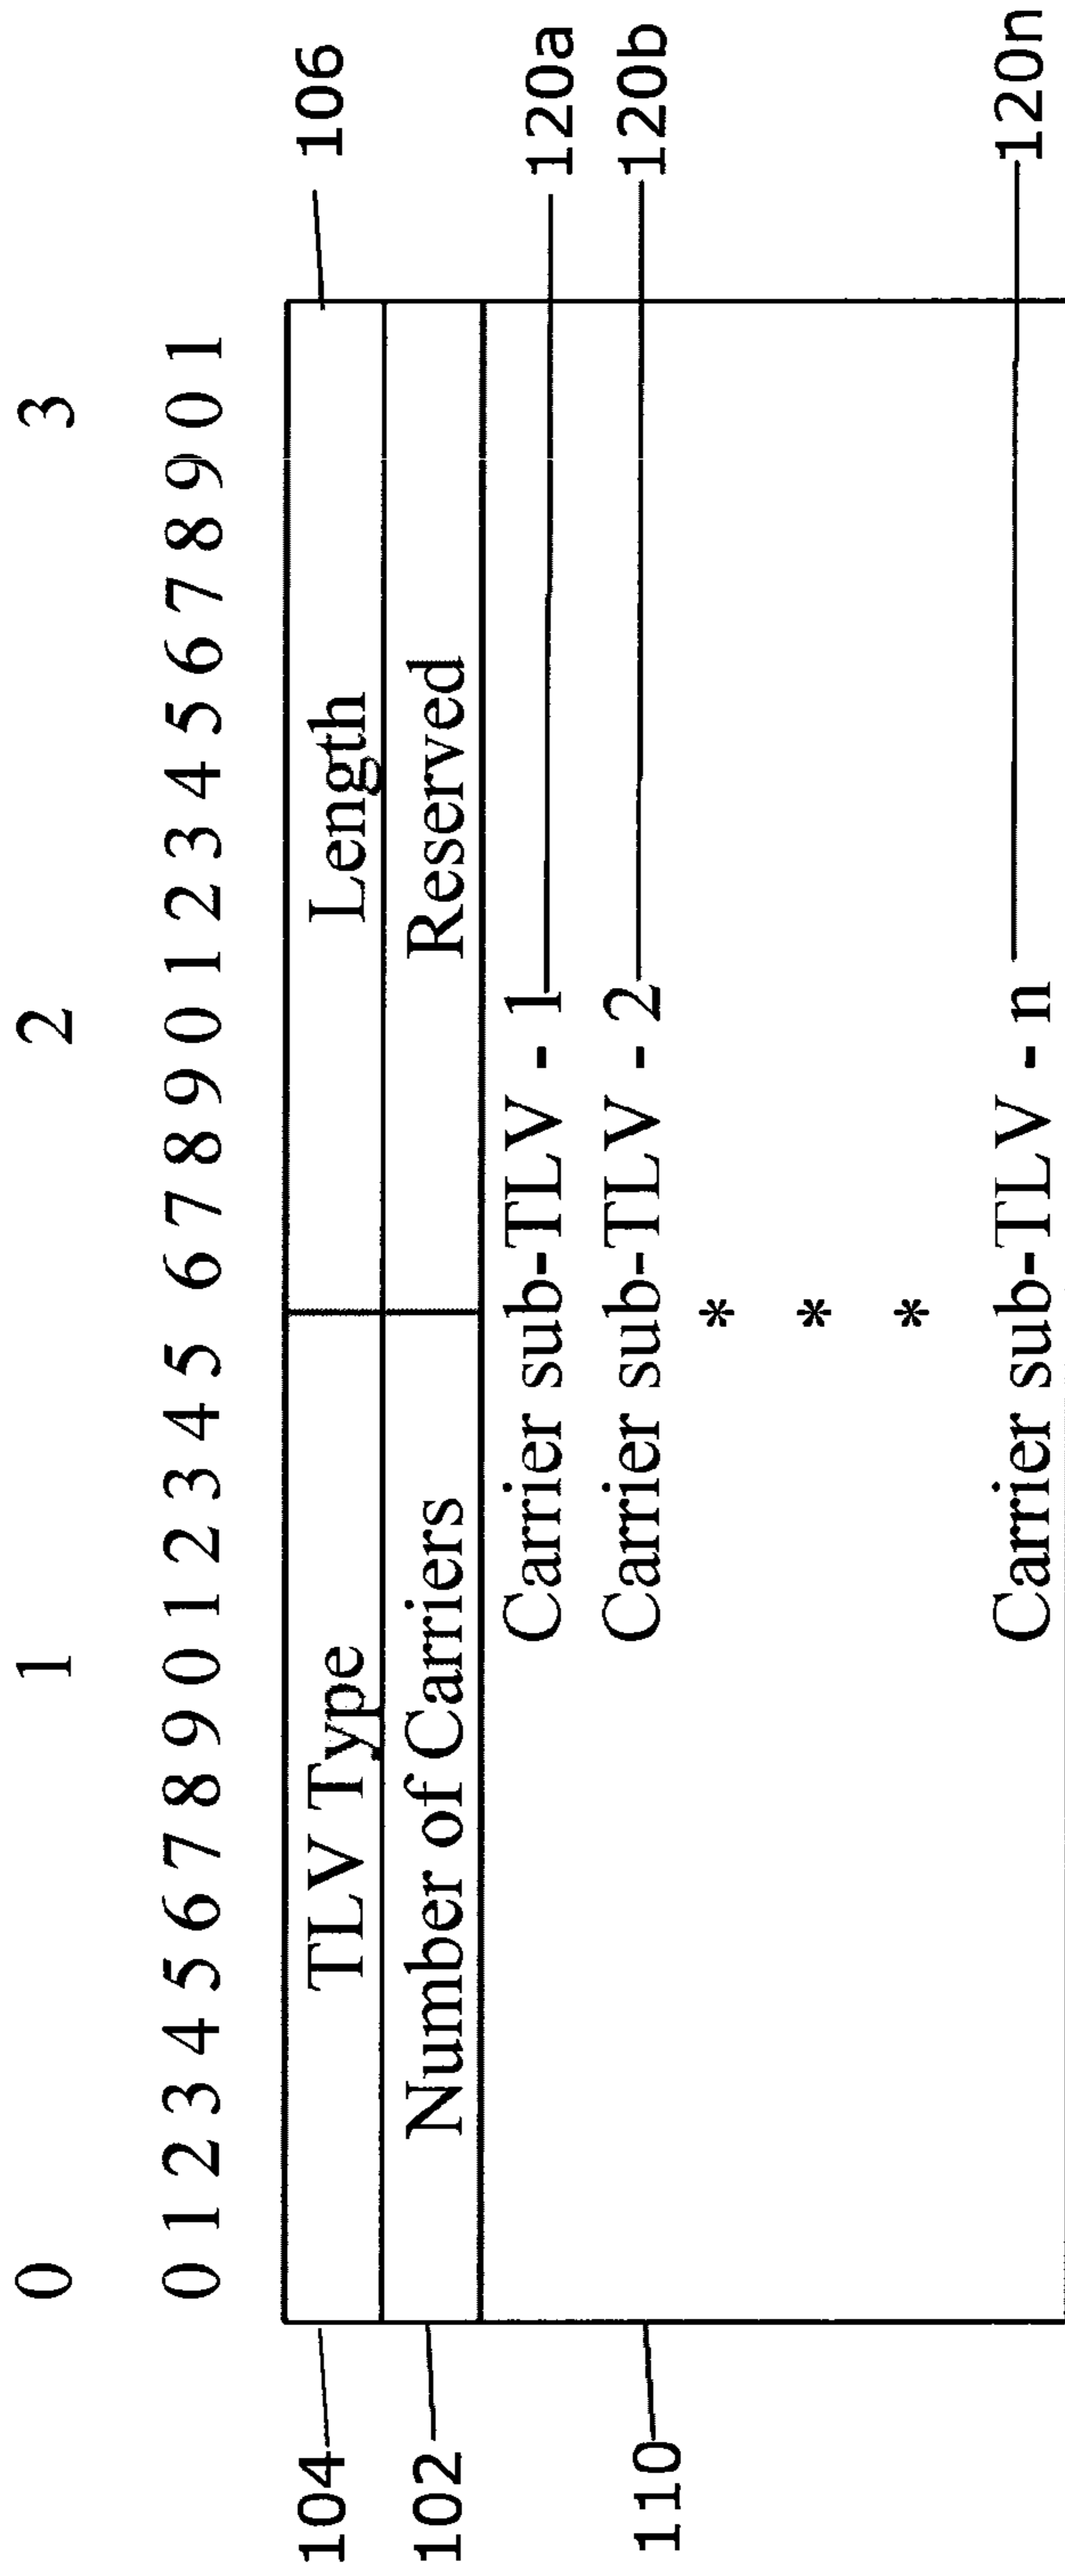 0 1 2 3
0 1 2 3 4 5 6 7 8 9 0 1 2 3 4 5 6 7 8 9 0 1 2 3 4 5 6 7 8 9 0 1
104 TLV Type Length 106
102 Number of Carriers Reserved
Carrier sub-TLV - 1 120a
110 Carrier sub-TLV - 2 120b
*
*
*
Carrier sub-TLV - n 120n